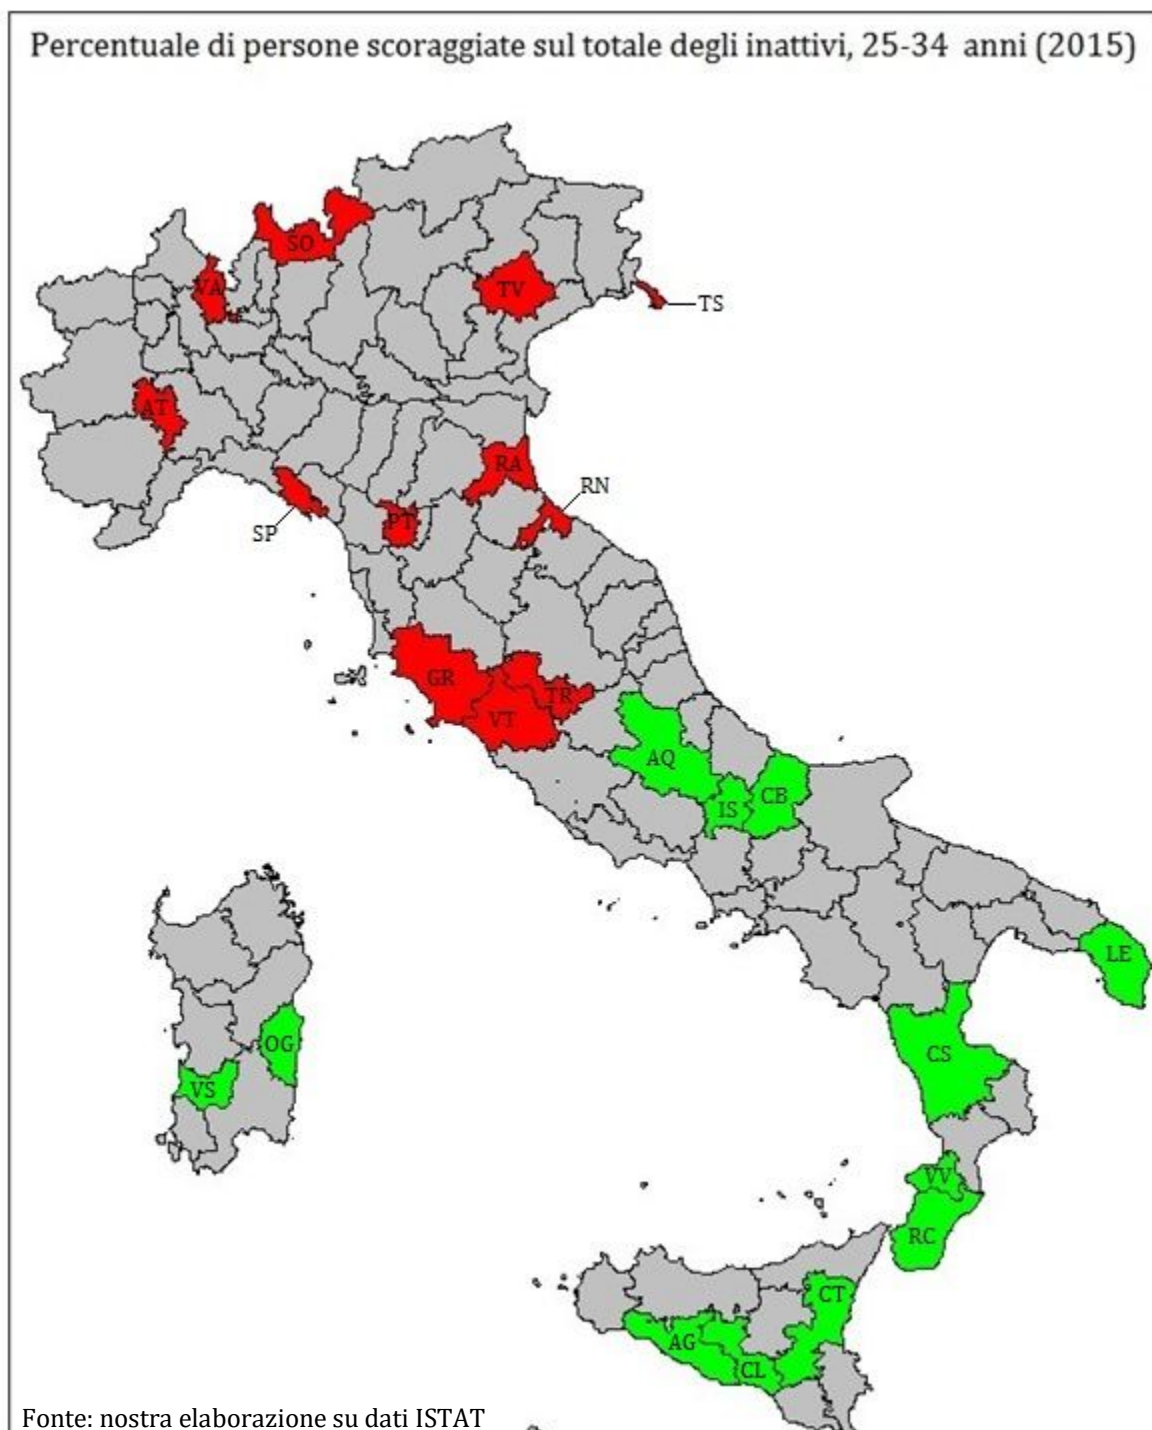 Percentuale di persone scoraggiate sul totale degli inattivi, 25-34 anni (2015)
SO
VA
TV
TS
AT
RA
RN
SP
PT
GR
TR
VT
AQ
IS
CB
LE
OG
CS
VS
VV
RC
CT
AG
CL
Fonte: nostra elaborazione su dati ISTAT